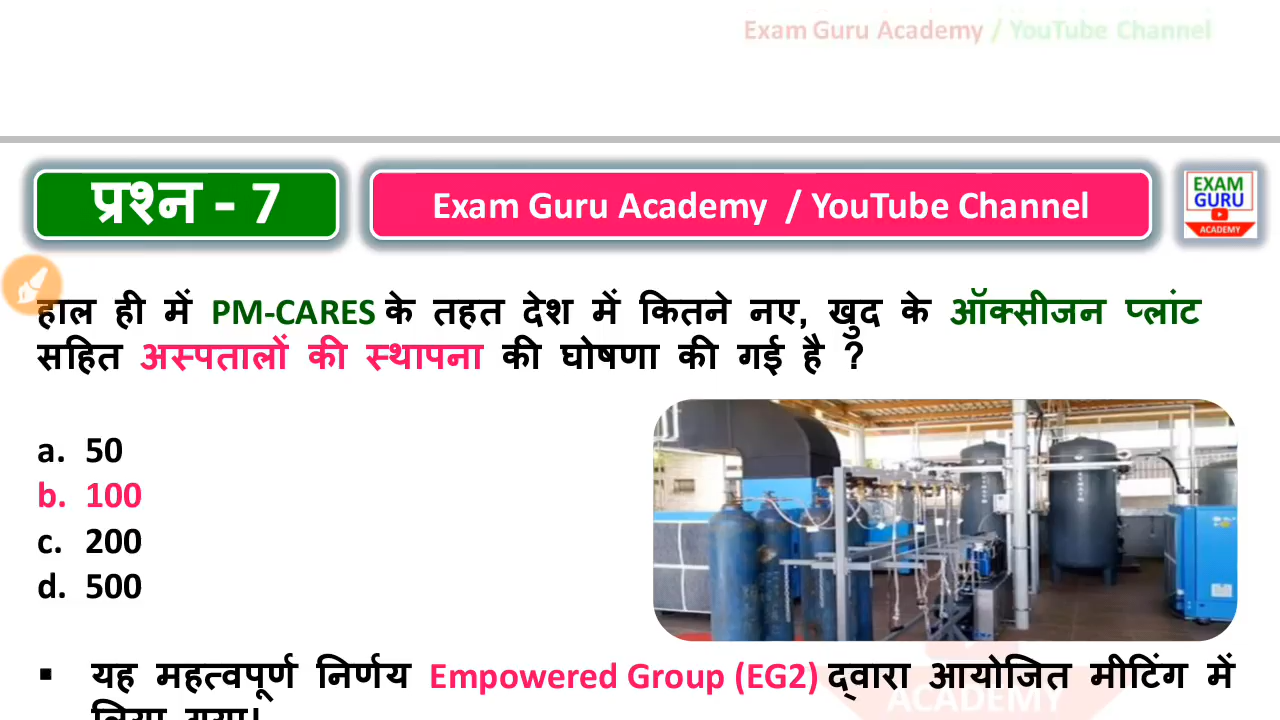 Exam Guru Academy / YouTube Channel
प्रश्न - 7
Exam Guru Academy / YouTube Channel
EXAM
GURU
ACADEMY
हाल ही में PM-CARES के तहत देश में कितने नए, खुद के ऑक्सीजन प्लांट
सहित अस्पतालों की स्थापना की घोषणा की गई है ?
a. 50
b. 100
c. 200
d. 500
▪ यह महत्वपूर्ण निर्णय Empowered Group (EG2) द्वारा आयोजित मीटिंग में
लिया गया।
ACADEMY